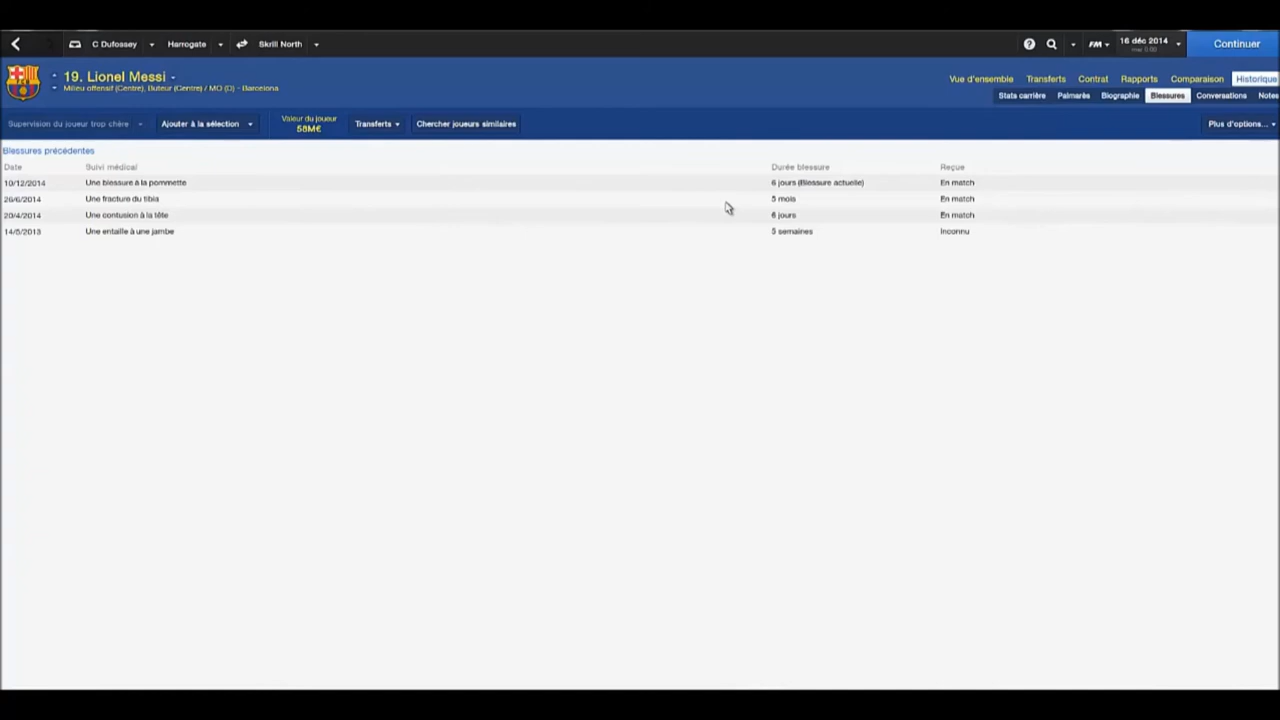 C Dufossey Harrogate Skrill North FM 16 déc 2014 Continuer
mar 0:00
19. Lionel Messi -
Milieu offensif (Centre), Buteur (Centre) / MO (D) - Barcelona
Vue d'ensemble Transferts Contrat Rapports Comparaison Historique
Stats carrière Palmarès Biographie Blessures Conversations Notes
Supervision du joueur trop chère Ajouter à la sélection Valeur du joueur Transferts Chercher joueurs similaires Plus d'options...
58M€
Blessures précédentes
Date Suivi médical Durée blessure Reçue
10/12/2014 Une blessure à la pommette 6 jours (Blessure actuelle) En match
26/6/2014 Une fracture du tibia 5 mois En match
20/4/2014 Une contusion à la tête 6 jours En match
14/5/2013 Une entaille à une jambe 5 semaines Inconnu